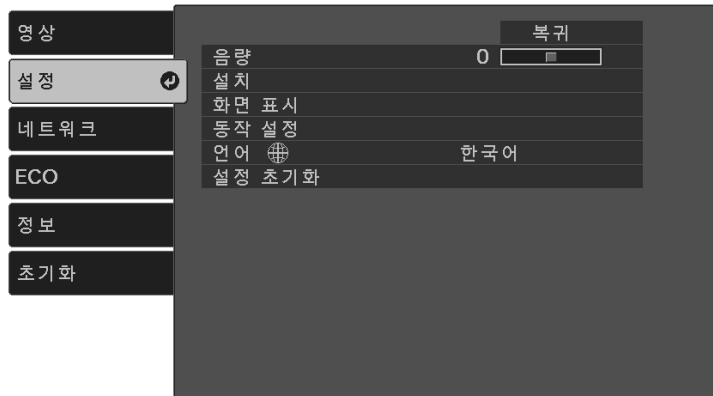 영상
설정
네트워크
ECO
정보
초기화
복귀
음량 0
설치
화면 표시
동작 설정
언어 한국어
설정 초기화